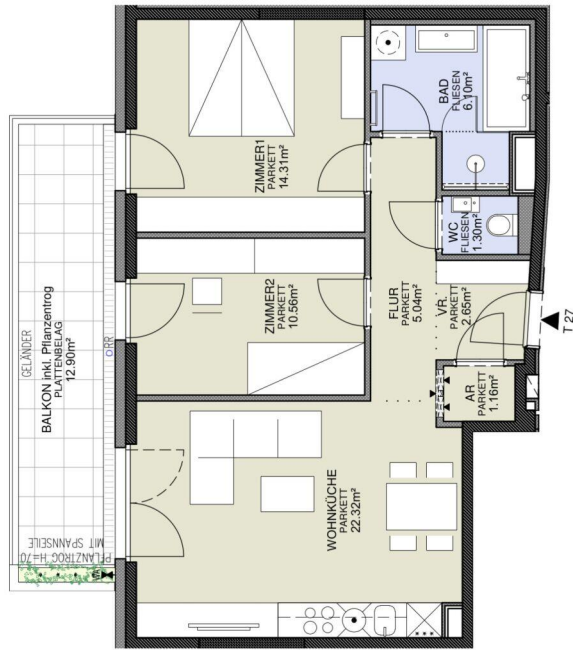 GELÄNDER
BALKON inkl. Pflanzentrog
PLATTENBELAG
12.90m²
RR
PFLANZTROG H=70
MIT SPANNSEILE
ZIMMER1
PARKETT
14.31m²
BAD
FLIESEN
6.10m²
ZIMMER2
PARKETT
10.56m²
WC
FLIESEN
1.30m²
FLUR
PARKETT
5.04m²
VR.
PARKETT
2.65m²
AR
PARKETT
1.16m²
WOHNKÜCHE
PARKETT
22.32m²
T 27